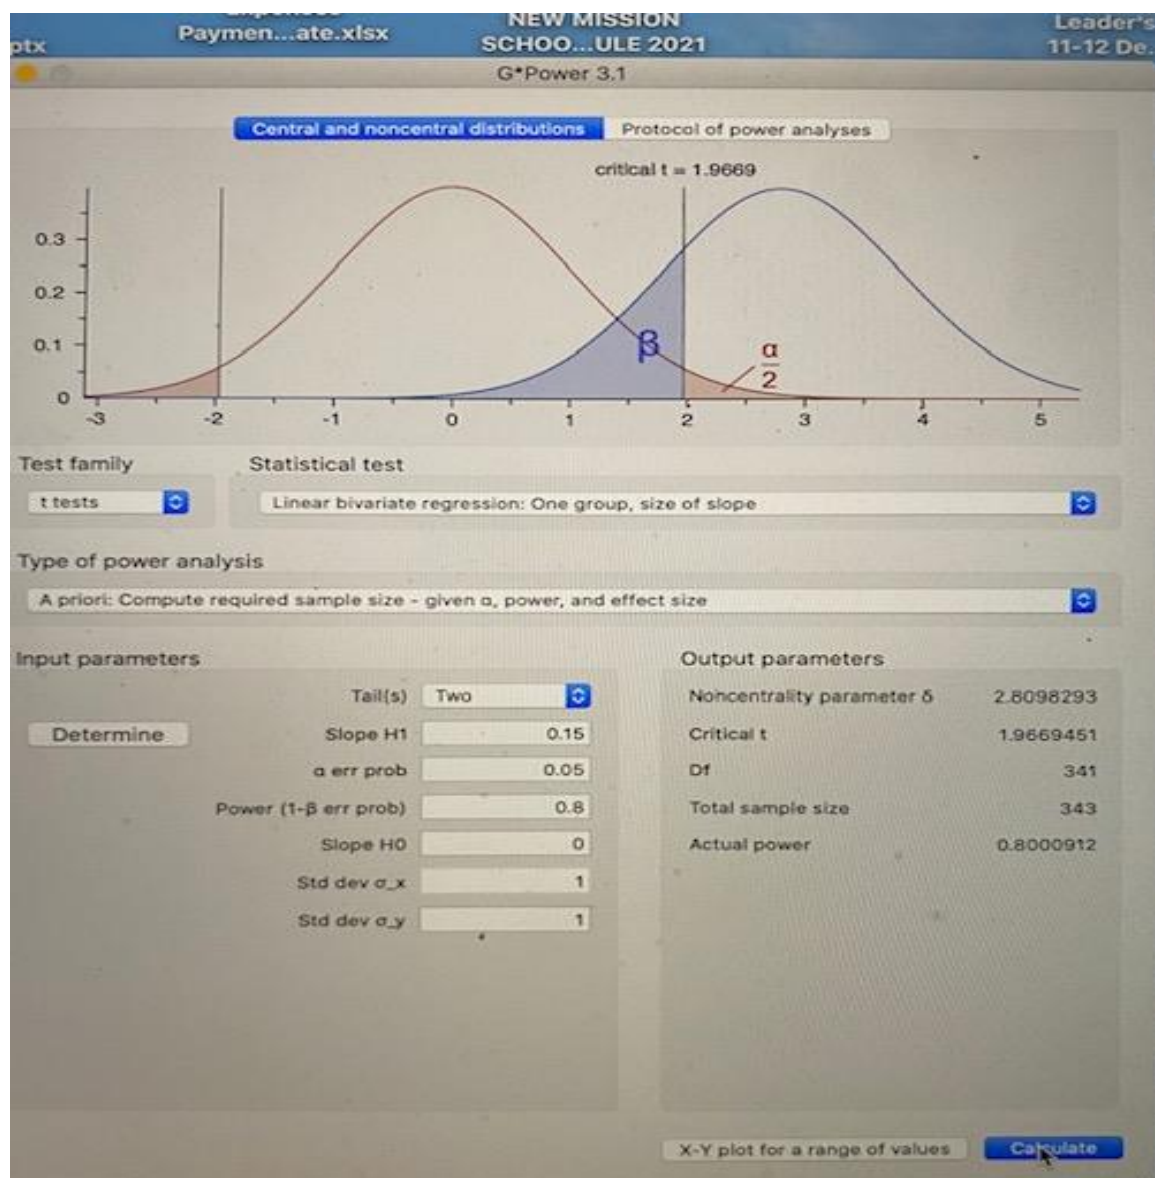 Paymen...ate.xlsx
NEW MISSION
SCHOO...ULE 2021
Leader's
11-12 De.
ptx
G*Power 3.1
Central and noncentral distributions
Protocol of power analyses
critical t = 1.9669
0.3
0.2
0.1
0
β
α
2
-3 -2 -1 0 1 2 3 4 5
Test family
Statistical test
t tests
Linear bivariate regression: One group, size of slope
Type of power analysis
A priori: Compute required sample size - given α, power, and effect size
Input parameters
Tail(s) Two
Determine
Slope H1 0.15
α err prob 0.05
Power (1-β err prob) 0.8
Slope H0 0
Std dev σ_x 1
Std dev σ_y 1
Output parameters
Noncentrality parameter δ 2.8098293
Critical t 1.9669451
Df 341
Total sample size 343
Actual power 0.8000912
X-Y plot for a range of values
Calculate